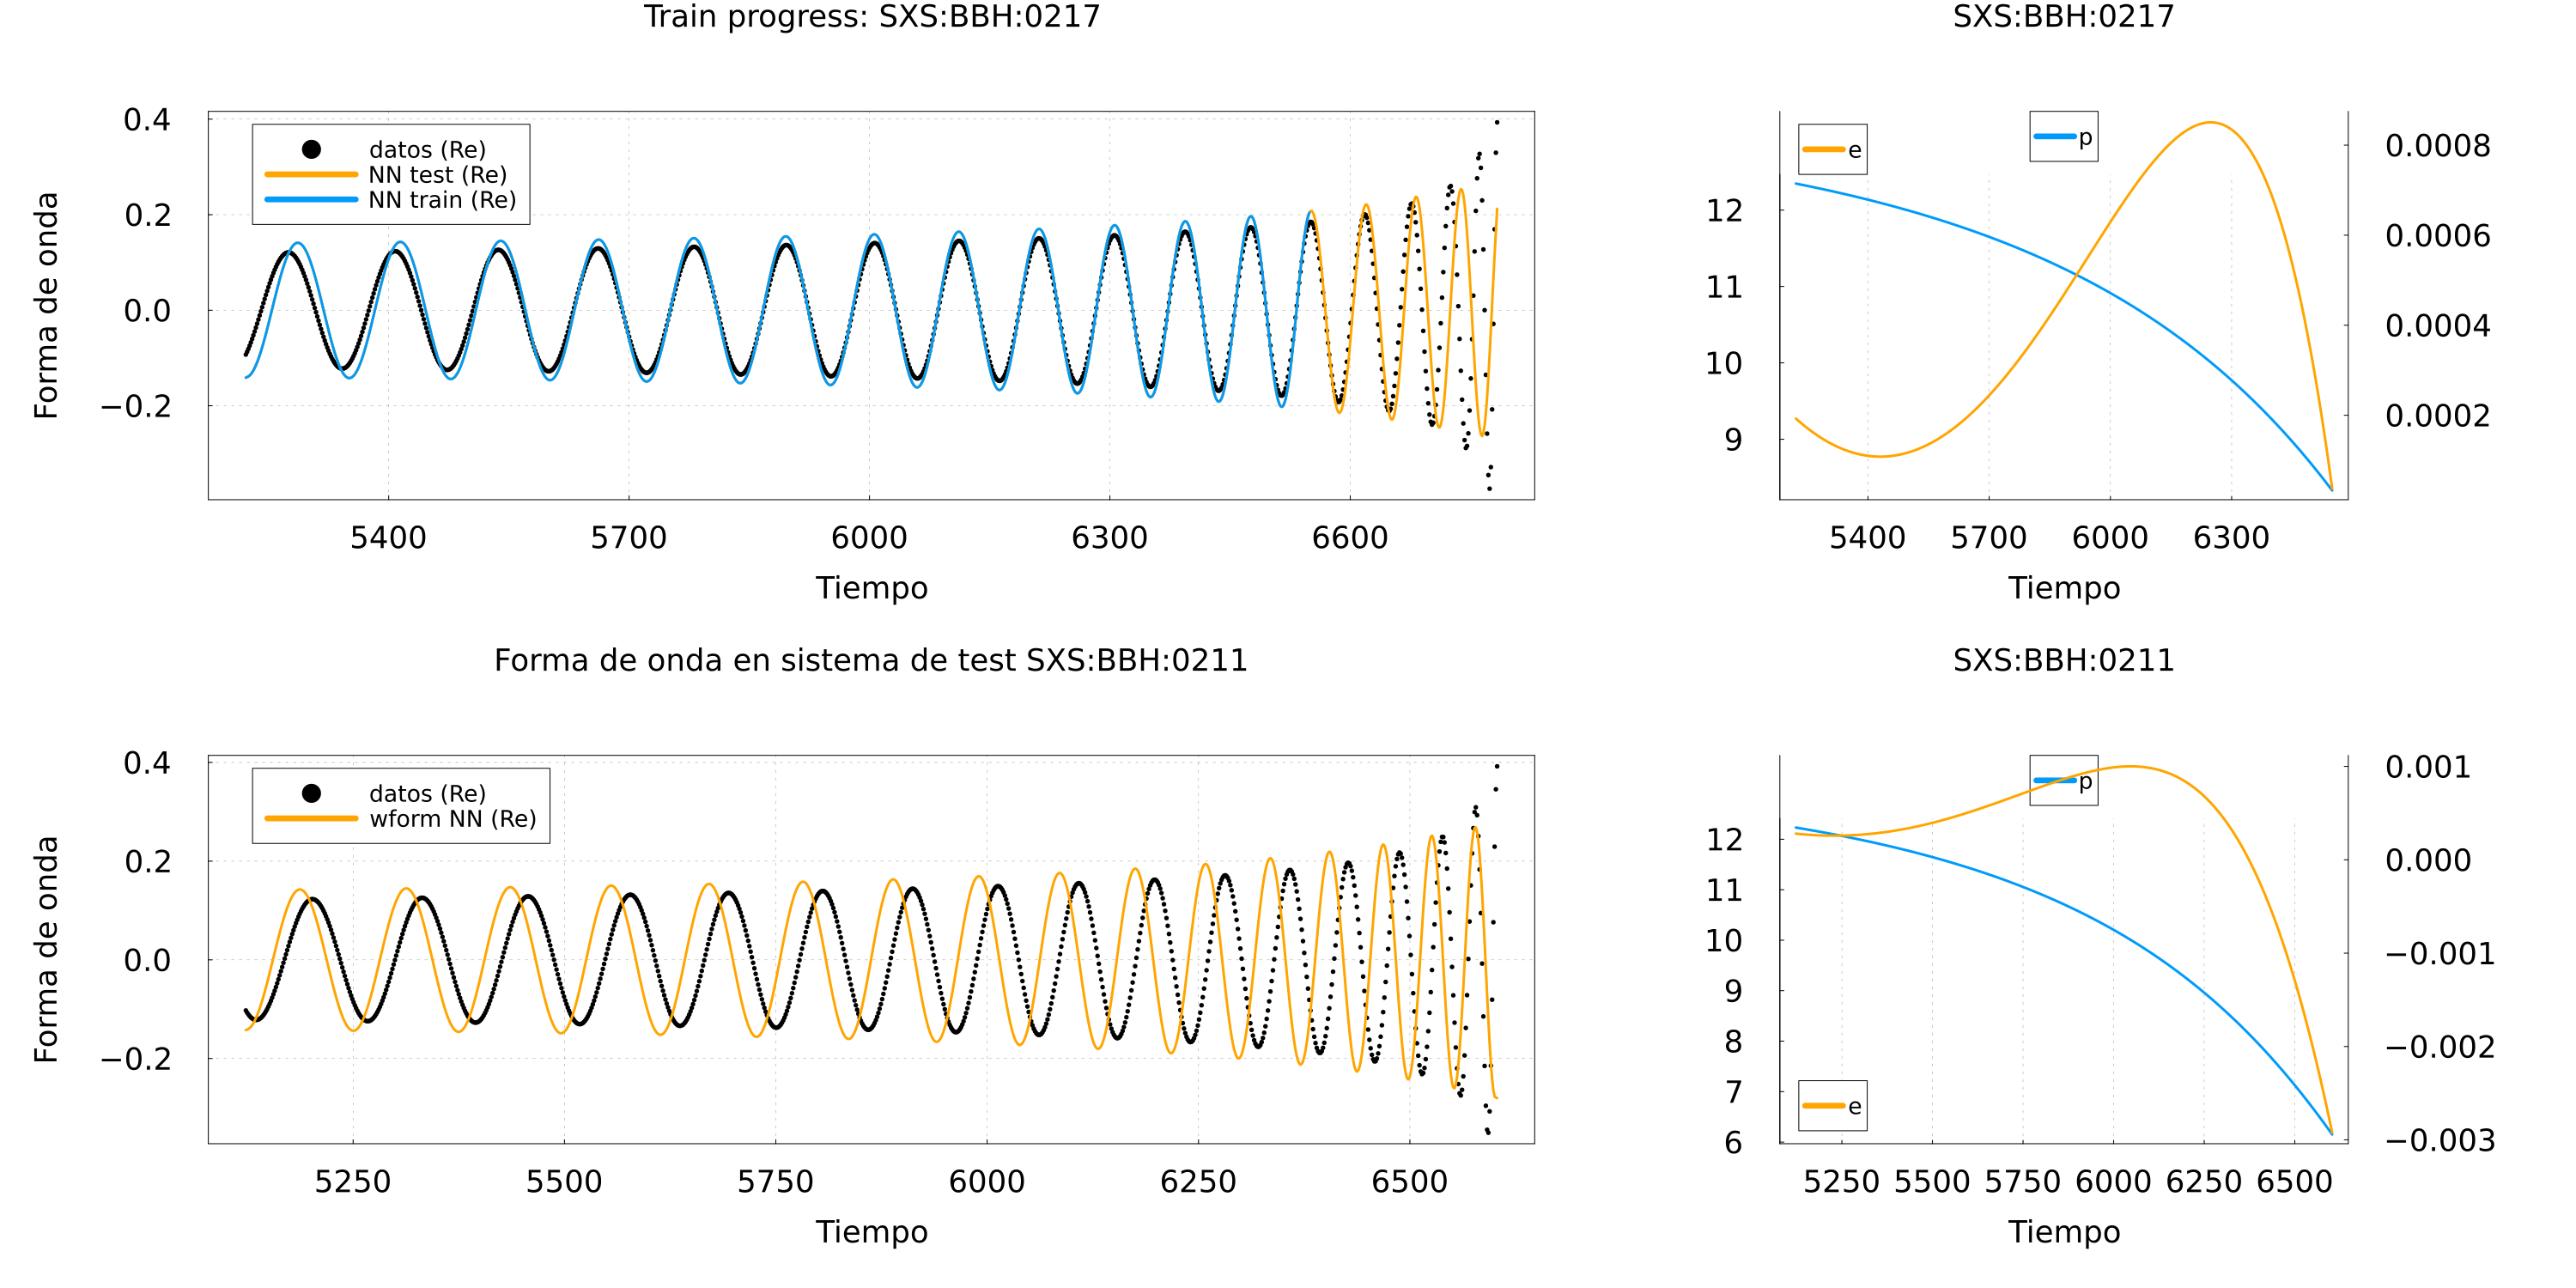 Train progress: SXS:BBH:0217
Forma de onda
0.4
0.2
0.0
−0.2
datos (Re)
NN test (Re)
NN train (Re)
5400 5700 6000 6300 6600
Tiempo
SXS:BBH:0217
12
11
10
9
e
p
0.0008
0.0006
0.0004
0.0002
5400 5700 6000 6300
Tiempo
Forma de onda en sistema de test SXS:BBH:0211
Forma de onda
0.4
0.2
0.0
−0.2
datos (Re)
wform NN (Re)
5250 5500 5750 6000 6250 6500
Tiempo
SXS:BBH:0211
12
11
10
9
8
7
6
p
e
0.001
0.000
−0.001
−0.002
−0.003
5250 5500 5750 6000 6250 6500
Tiempo